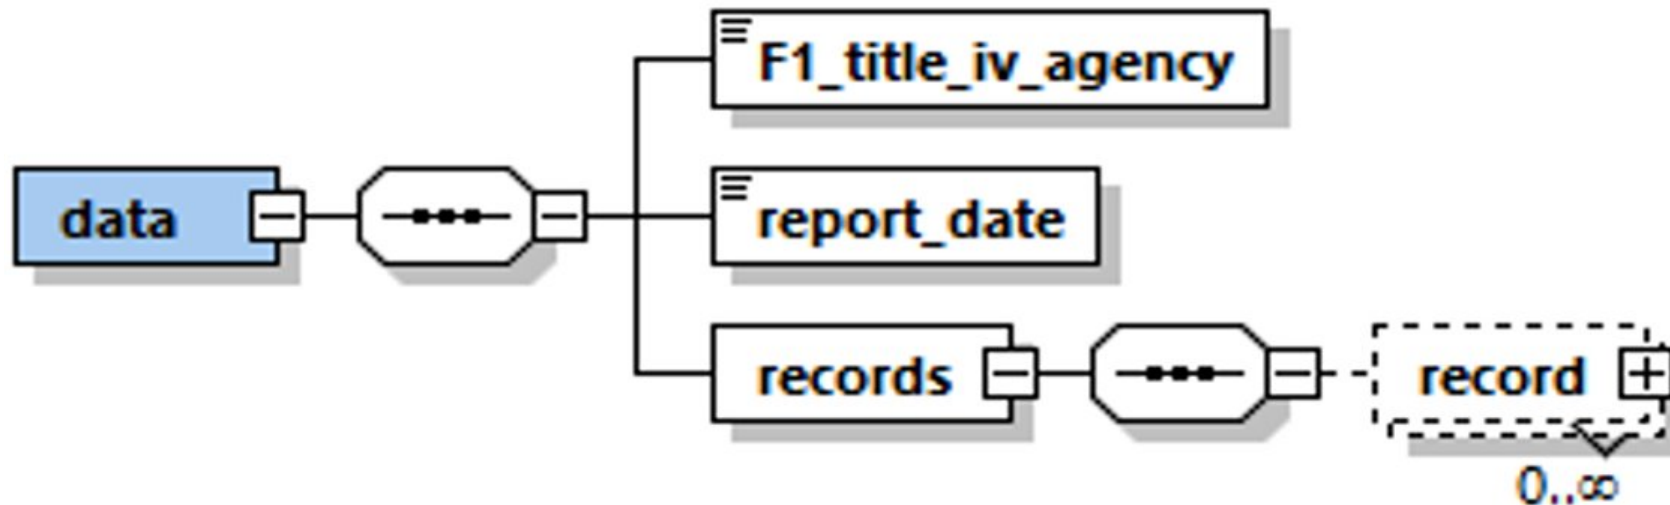 F1_title_iv_agency
data
report_date
records
record
0..∞